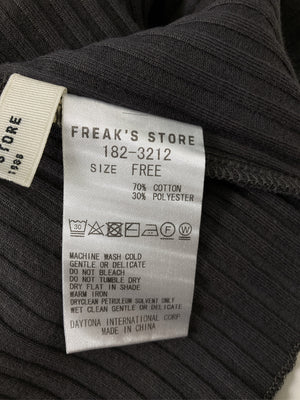 STORE
1986
FREAK'S STORE
182-3212
SIZE FREE
70% COTTON
30% POLYESTER
30
F
W
MACHINE WASH COLD
GENTLE OR DELICATE
DO NOT BLEACH
DO NOT TUMBLE DRY
DRY FLAT IN SHADE
WARM IRON
DRYCLEAN PETROLEUM SOLVENT ONLY
WET CLEAN GENTLE OR DELICATE
DAYTONA INTERNATIONAL CORP.
MADE IN CHINA